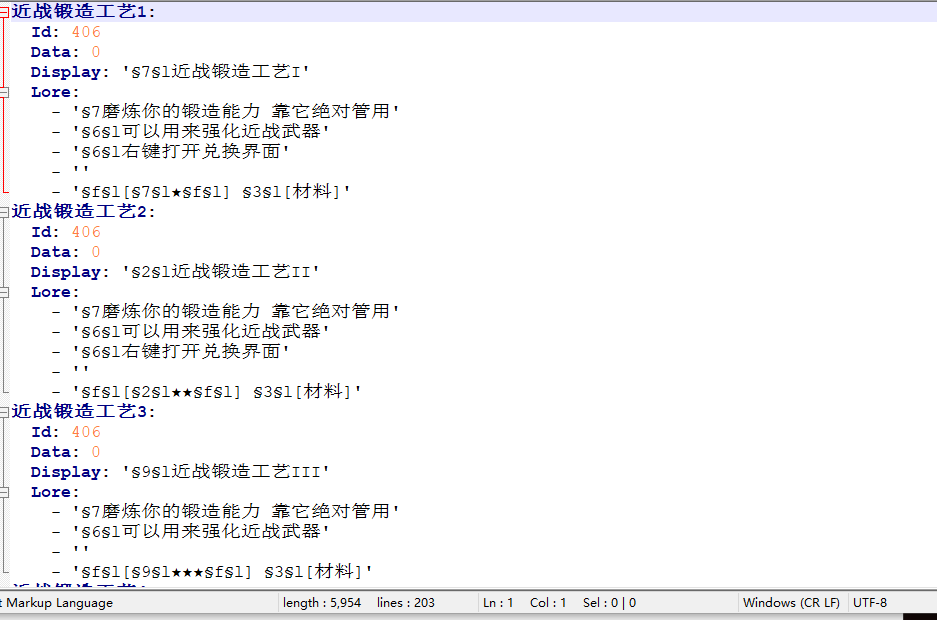 近战锻造工艺1:
Id: 406
Data: 0
Display: '§7§l近战锻造工艺I'
Lore:
- '§7磨炼你的锻造能力 靠它绝对管用'
- '§6§l可以用来强化近战武器'
- '§6§l右键打开兑换界面'
- ''
- '§f§l[§7§l★§f§l] §3§l[材料]'
近战锻造工艺2:
Id: 406
Data: 0
Display: '§2§l近战锻造工艺II'
Lore:
- '§7磨炼你的锻造能力 靠它绝对管用'
- '§6§l可以用来强化近战武器'
- '§6§l右键打开兑换界面'
- ''
- '§f§l[§2§l★★§f§l] §3§l[材料]'
近战锻造工艺3:
Id: 406
Data: 0
Display: '§9§l近战锻造工艺III'
Lore:
- '§7磨炼你的锻造能力 靠它绝对管用'
- '§6§l可以用来强化近战武器'
- ''
- '§f§l[§9§l★★★§f§l] §3§l[材料]'
t Markup Language length : 5,954 lines : 203 Ln : 1 Col : 1 Sel : 0 | 0 Windows (CR LF) UTF-8